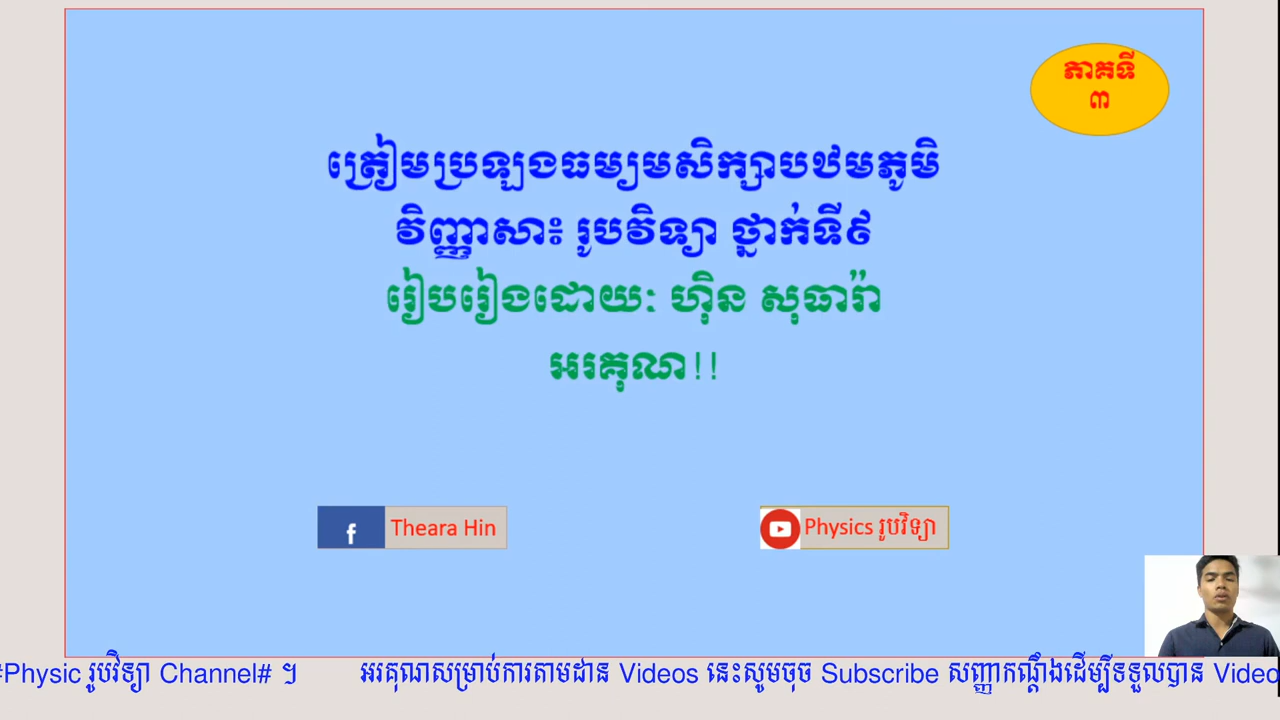 ភាគទី
៣
ត្រៀមប្រឡងធម្យមសិក្សាបឋមភូមិ
វិញ្ញាសា៖ រូបវិទ្យា ថ្នាក់ទី៩
រៀបរៀងដោយ: ហ៊ិន សុធារ៉ា
អរគុណ!!
Theara Hin
Physics រូបវិទ្យា
#Physic រូបវិទ្យា Channel# ។ អរគុណសម្រាប់ការតាមដាន Videos នេះសូមចុច Subscribe សញ្ញាកណ្ដឹងដើម្បីទទួលបាន Video